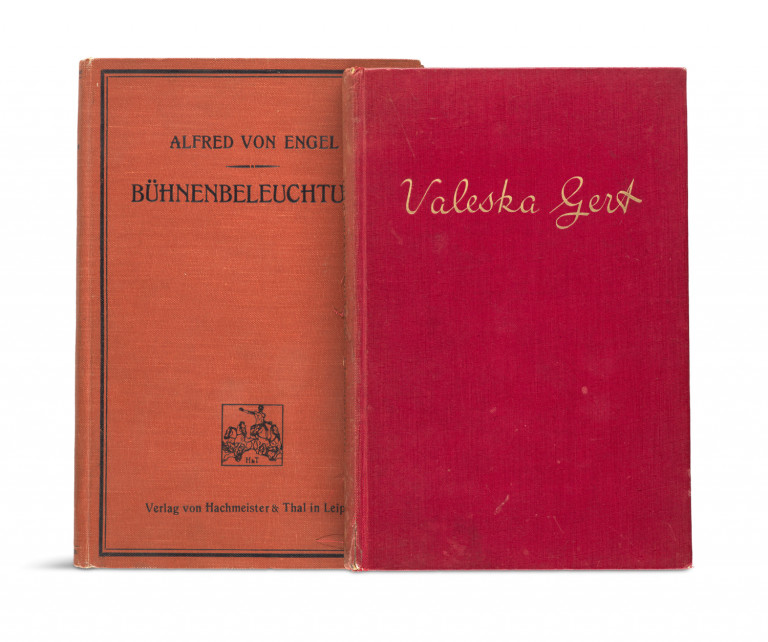 ALFRED VON ENGEL
BÜHNENBELEUCHTU
H&T
Verlag von Hachmeister & Thal in Leip
Valeska Gert